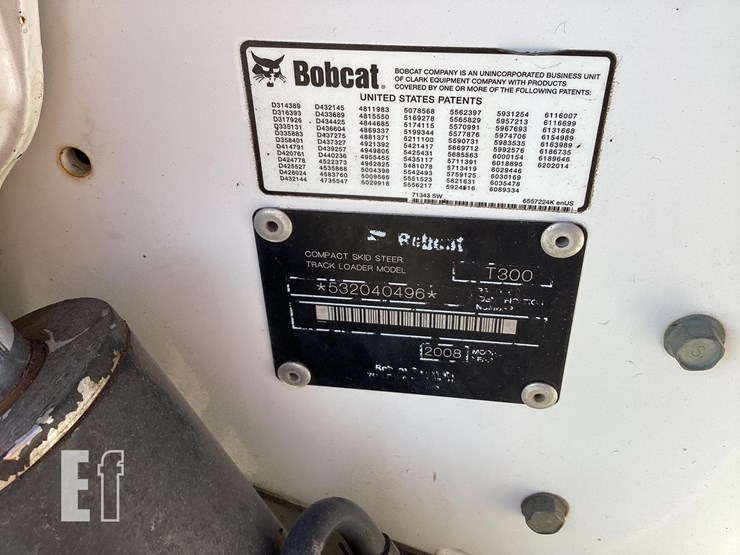 Bobcat®
BOBCAT COMPANY IS AN UNINCORPORATED BUSINESS UNIT
OF CLARK EQUIPMENT COMPANY WITH PRODUCTS
COVERED BY ONE OR MORE OF THE FOLLOWING PATENTS:
UNITED STATES PATENTS
D314389 D432145 4811983 5078568 5562397 5931254 6116007
D316393 D433689 4815550 5169278 5565829 5957213 6116699
D317926 D434425 4844685 5174115 5570991 5967693 6131668
D335131 D436604 4869337 5199344 5577876 5974706 6154989
D335883 D437275 4881371 5211100 5590731 5983535 6163989
D358401 D437327 4921392 5421417 5669712 5992576 6186735
D414791 D439257 4949805 5425431 5685563 6000154 6189646
D420761 D440236 4955455 5435117 5711391 6018895 6202014
D424778 4522373 4962825 5481078 5713419 6029446
D425527 4535868 5004398 5542493 5759125 6030169
D428024 4583760 5009566 5551523 5821631 6035478
D432144 4735547 5029918 5556217 5924516 6089334
71343 SW 6557224K enUS
Bobcat
COMPACT SKID STEER
TRACK LOADER MODEL T300
*532040496*
2008
Ef